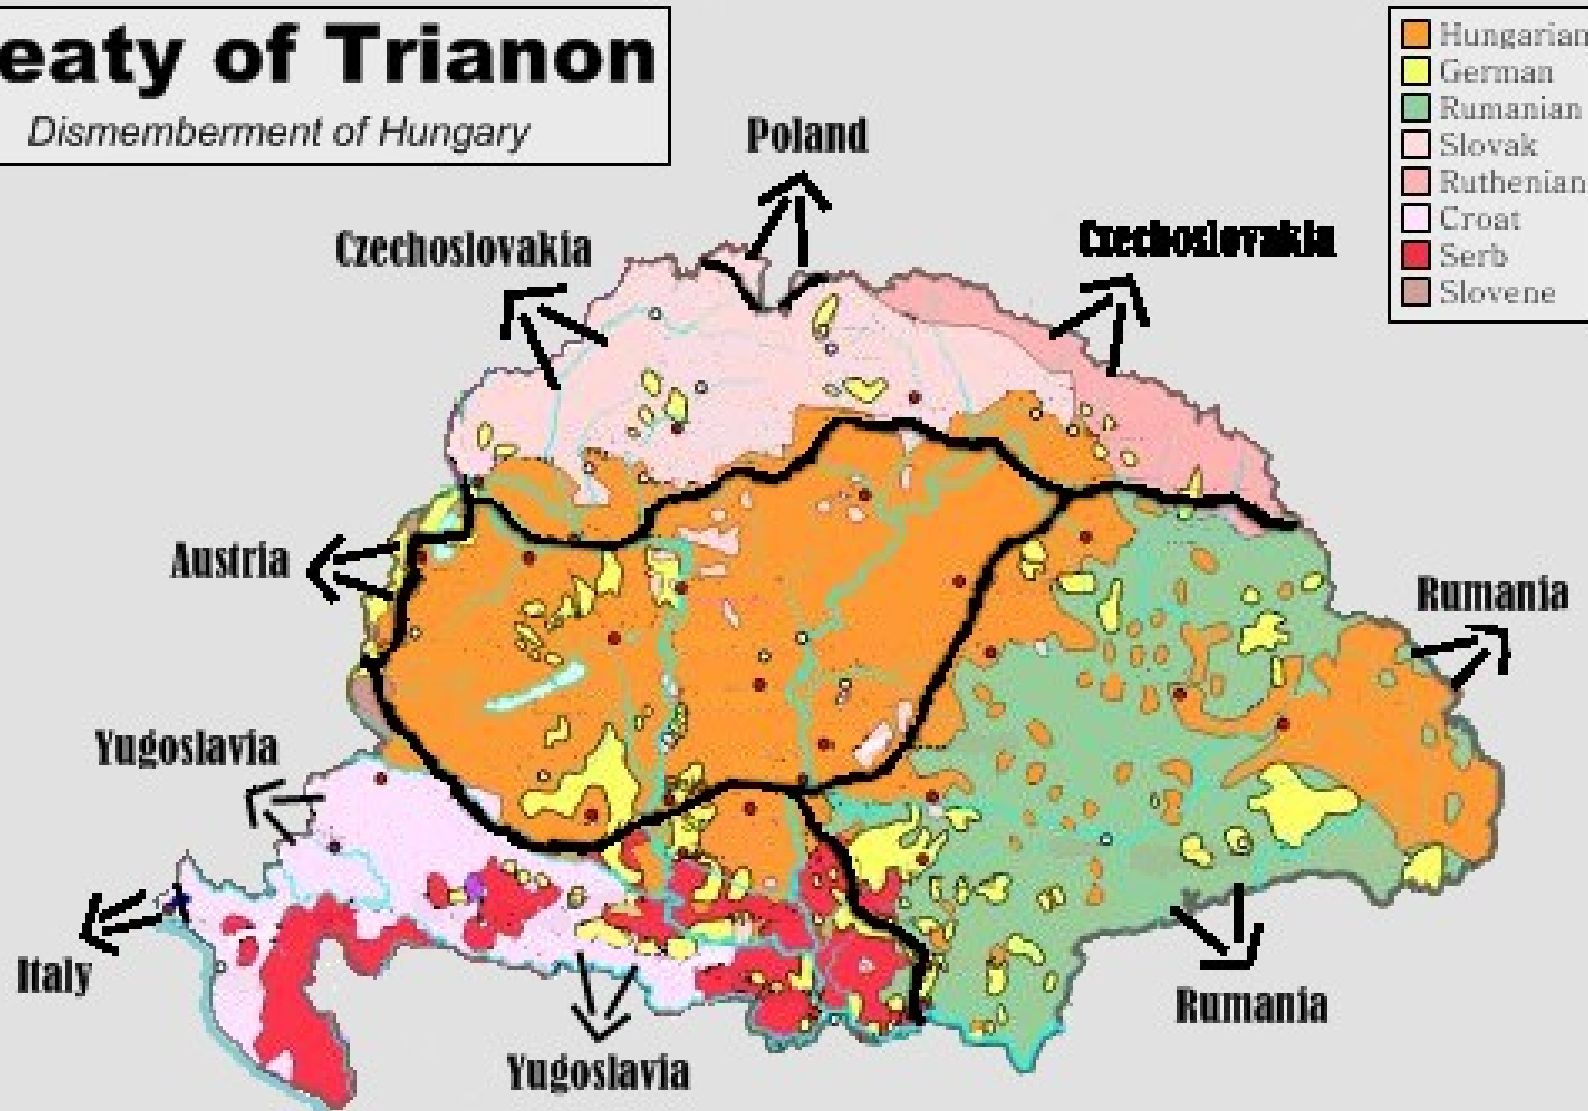 eaty of Trianon
Dismemberment of Hungary
Hungarian
German
Rumanian
Slovak
Ruthenian
Croat
Serb
Slovene
Poland
Czechoslovakia
Czechoslovakia
Austria
Rumania
Yugoslavia
Italy
Rumania
Yugoslavia